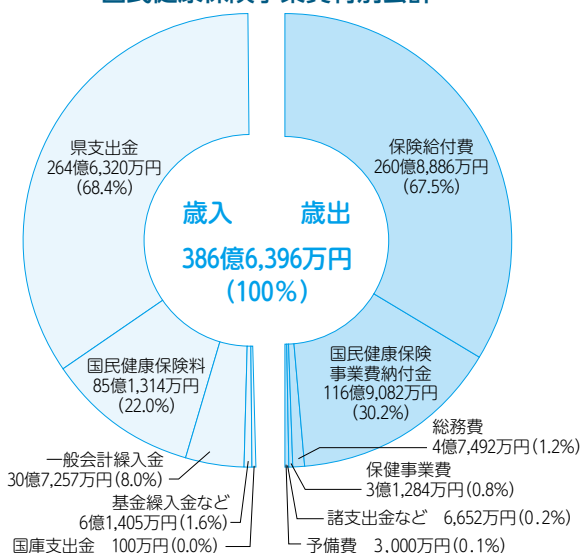 県支出金
264億6,320万円
(68.4%)
保険給付費
260億8,886万円
(67.5%)
歳入 歳出
386億6,396万円
(100%)
国民健康保険料
85億1,314万円
(22.0%)
国民健康保険
事業費納付金
116億9,082万円
(30.2%)
一般会計繰入金
30億7,257万円(8.0%)
基金繰入金など
6億1,405万円(1.6%)
国庫支出金 100万円(0.0%)
総務費
4億7,492万円(1.2%)
保健事業費
3億1,284万円(0.8%)
諸支出金など 6,652万円(0.2%)
予備費 3,000万円(0.1%)